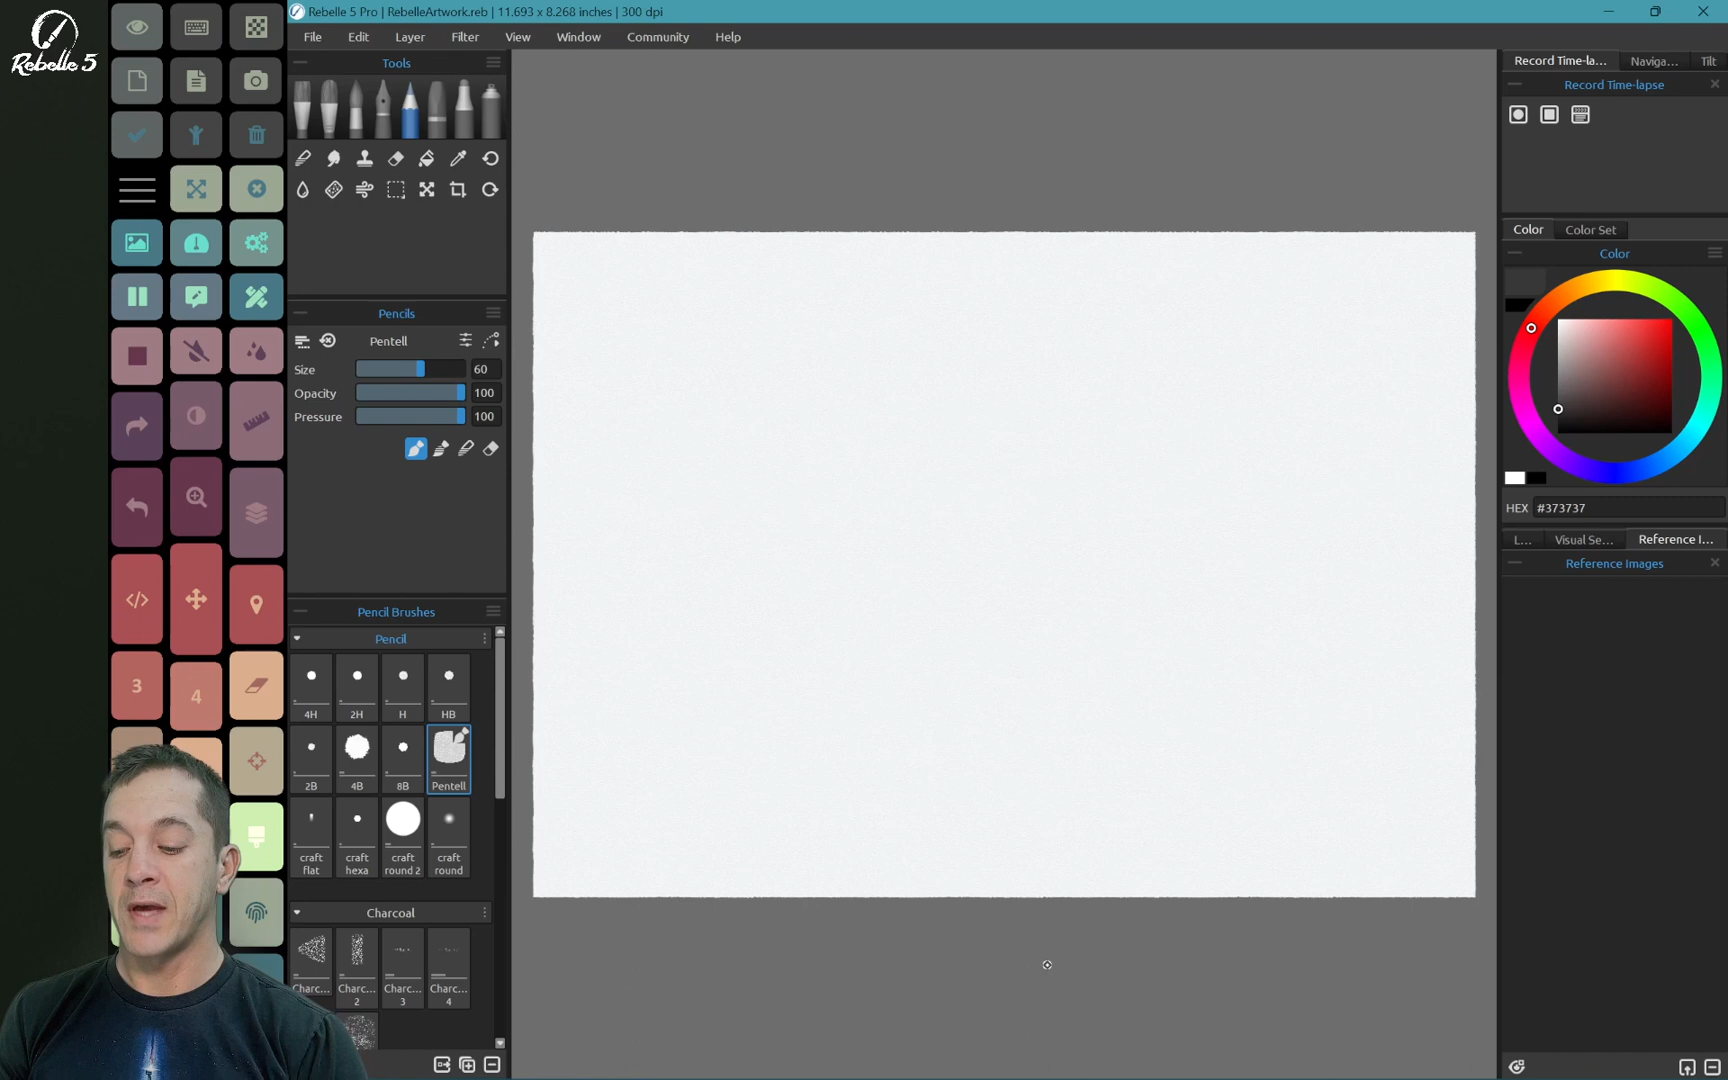 Rebelle 5
Rebelle 5 Pro | RebelleArtwork.reb | 11.693 x 8.268 inches | 300 dpi
File Edit Layer Filter View Window Community Help
Tools
Pencils
Pentell
Size 60
Opacity 100
Pressure 100
Pencil Brushes
Pencil
4H 2H H HB
2B 4B 8B Pentell
craft flat craft hexa craft round 2 craft round
Charcoal
Charc... Charc... 2 Charc... 3 Charc... 4
3
4
Record Time-la... Naviga... Tilt
Record Time-lapse
Color Color Set
Color
HEX #373737
L... Visual Se... Reference I...
Reference Images